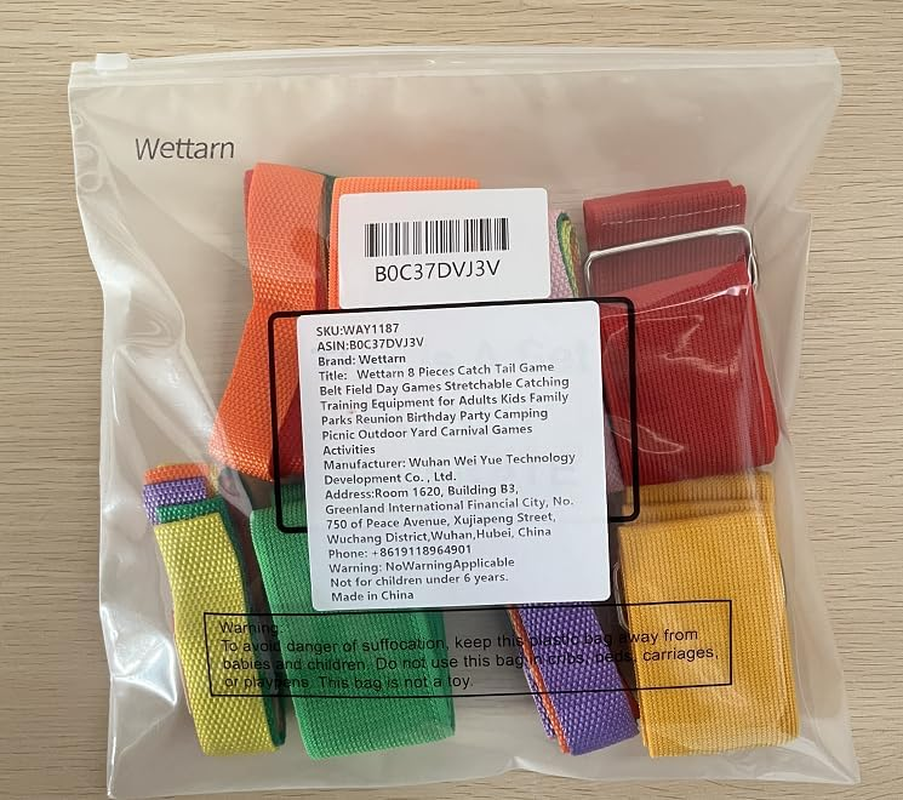 Wettarn
B0C37DVJ3V
SKU:WAY1187
ASIN:B0C37DVJ3V
Brand: Wettarn
Title: Wettarn 8 Pieces Catch Tail Game
Belt Field Day Games Stretchable Catching
Training Equipment for Adults Kids Family
Parks Reunion Birthday Party Camping
Picnic Outdoor Yard Carnival Games
Activities
Manufacturer: Wuhan Wei Yue Technology
Development Co. , Ltd.
Address:Room 1620, Building B3,
Greenland International Financial City, No.
750 of Peace Avenue, Xujiapeng Street,
Wuchang District,Wuhan,Hubei, China
Phone: +8619118964901
Warning: NoWarningApplicable
Not for children under 6 years.
Made in China
Warning:
To avoid danger of suffocation, keep this plastic bag away from
babies and children. Do not use this bag in cribs, beds, carriages,
or playpens. This bag is not a toy.